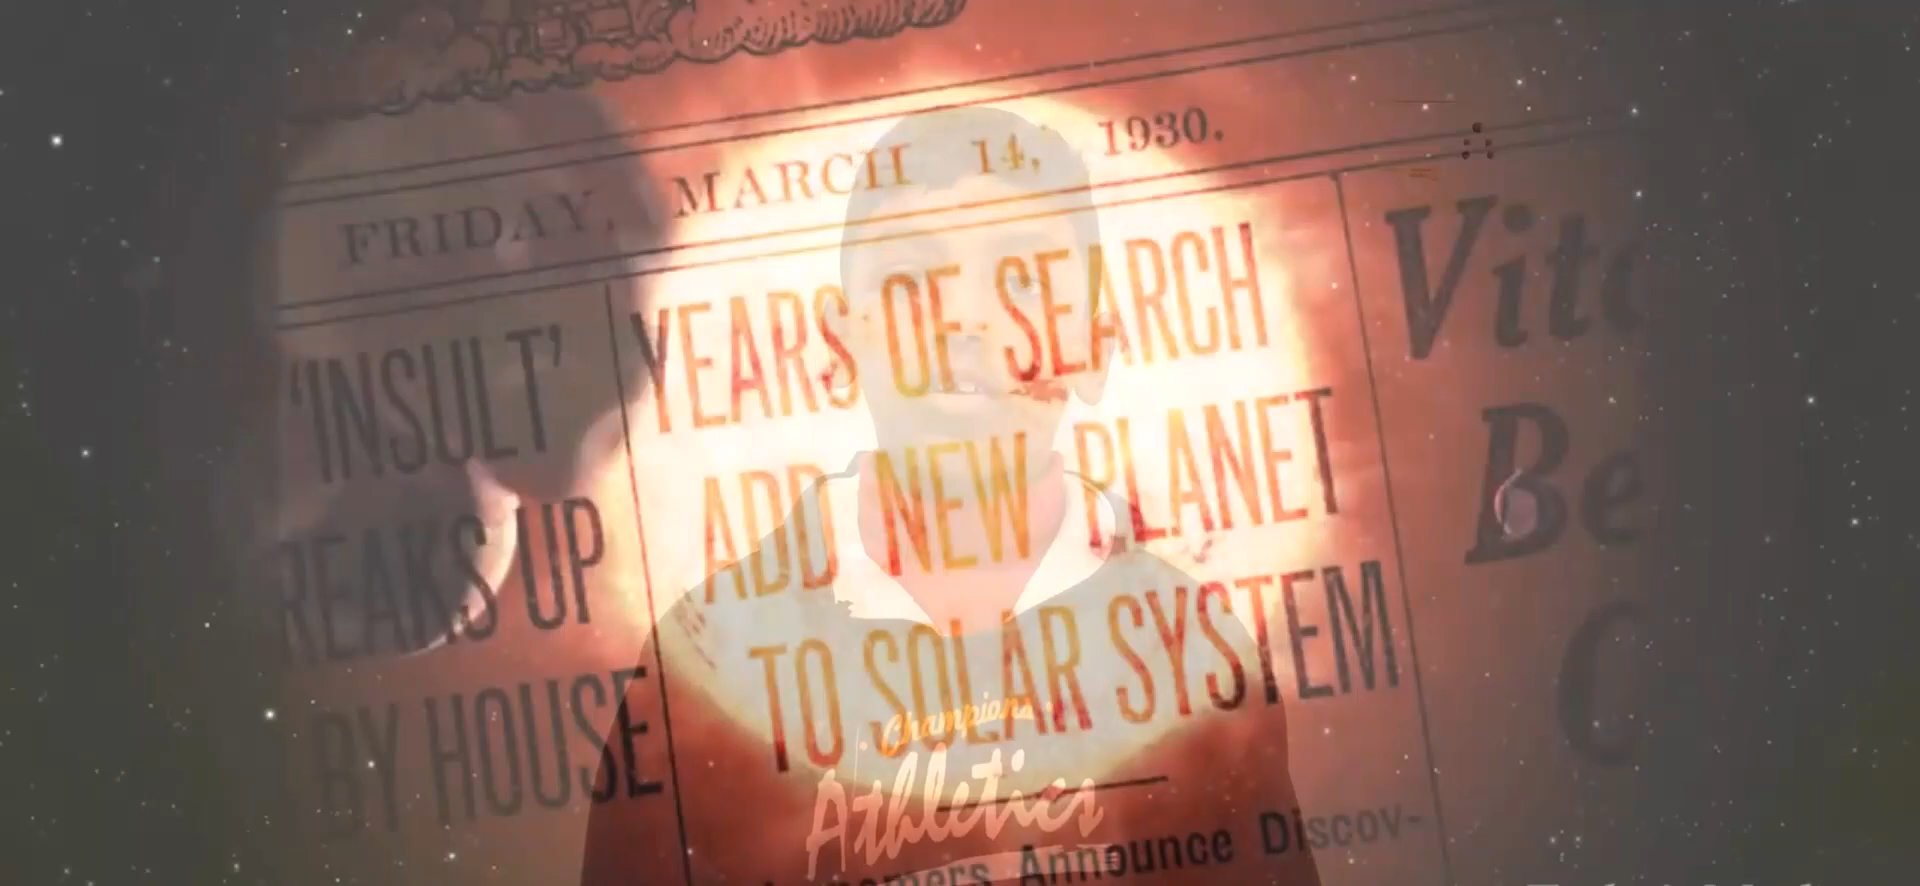 FRIDAY, MARCH 14, 1930.
'INSULT'
REAKS UP
BY HOUSE
YEARS OF SEARCH
ADD NEW PLANET
TO SOLAR SYSTEM
Announce Discov-
Vit
Be
C
Champions
Athletics